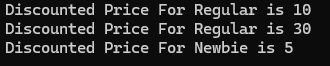 Discounted Price For Regular is 10
Discounted Price For Regular is 30
Discounted Price For Newbie is 5